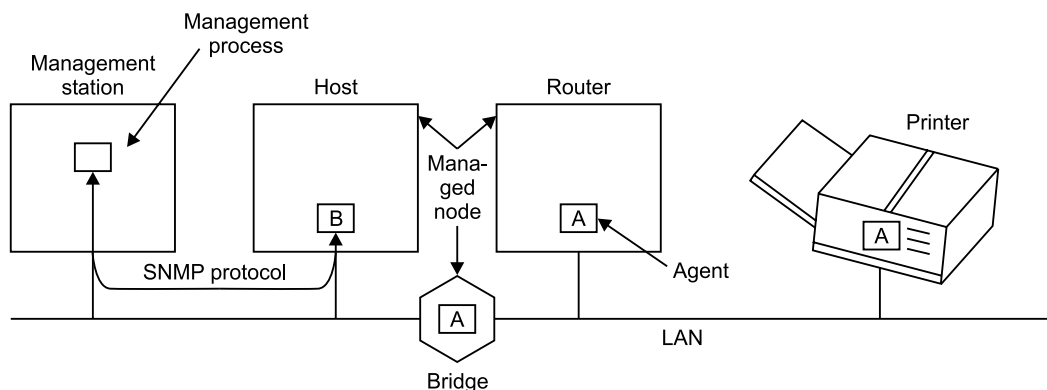 Management
process
Management
station
Host
Router
Printer
Mana-
ged
node
B
A
A
Agent
SNMP protocol
A
LAN
Bridge